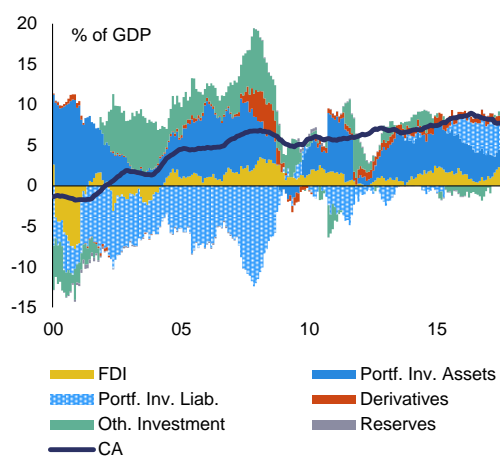 % of GDP
20
15
10
5
0
-5
-10
-15
00 05 10 15
FDI Portf. Inv. Assets
Portf. Inv. Liab. Derivatives
Oth. Investment Reserves
CA